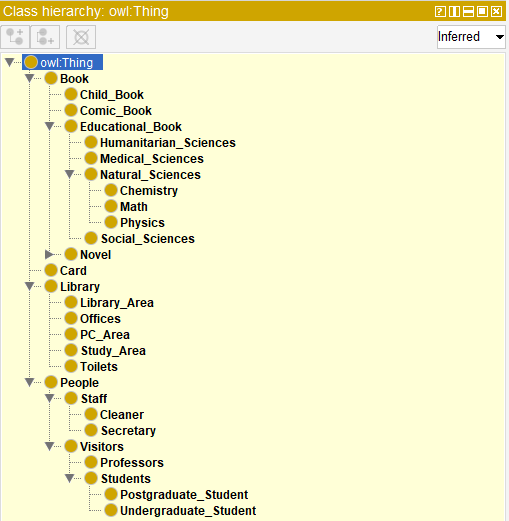 Class hierarchy: owl:Thing
Inferred
owl:Thing
Book
Child_Book
Comic_Book
Educational_Book
Humanitarian_Sciences
Medical_Sciences
Natural_Sciences
Chemistry
Math
Physics
Social_Sciences
Novel
Card
Library
Library_Area
Offices
PC_Area
Study_Area
Toilets
People
Staff
Cleaner
Secretary
Visitors
Professors
Students
Postgraduate_Student
Undergraduate_Student